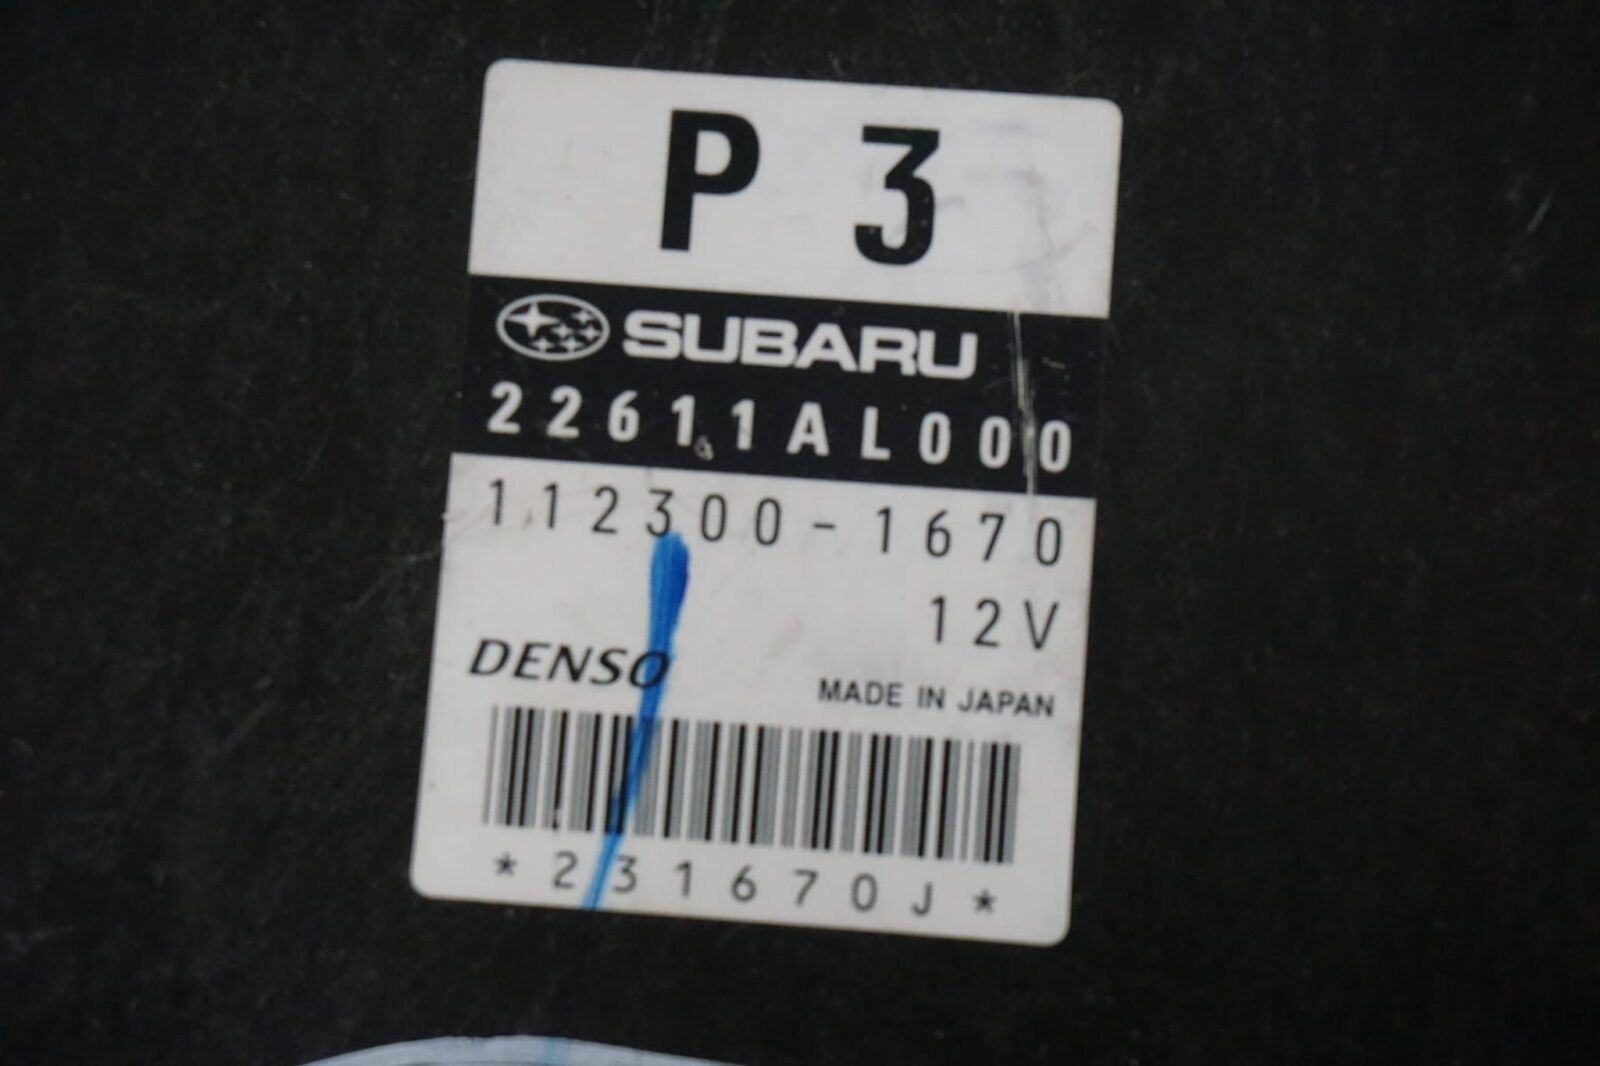 P 3
SUBARU
22611AL000
112300-1670
12V
DENSO
MADE IN JAPAN
*231670J*